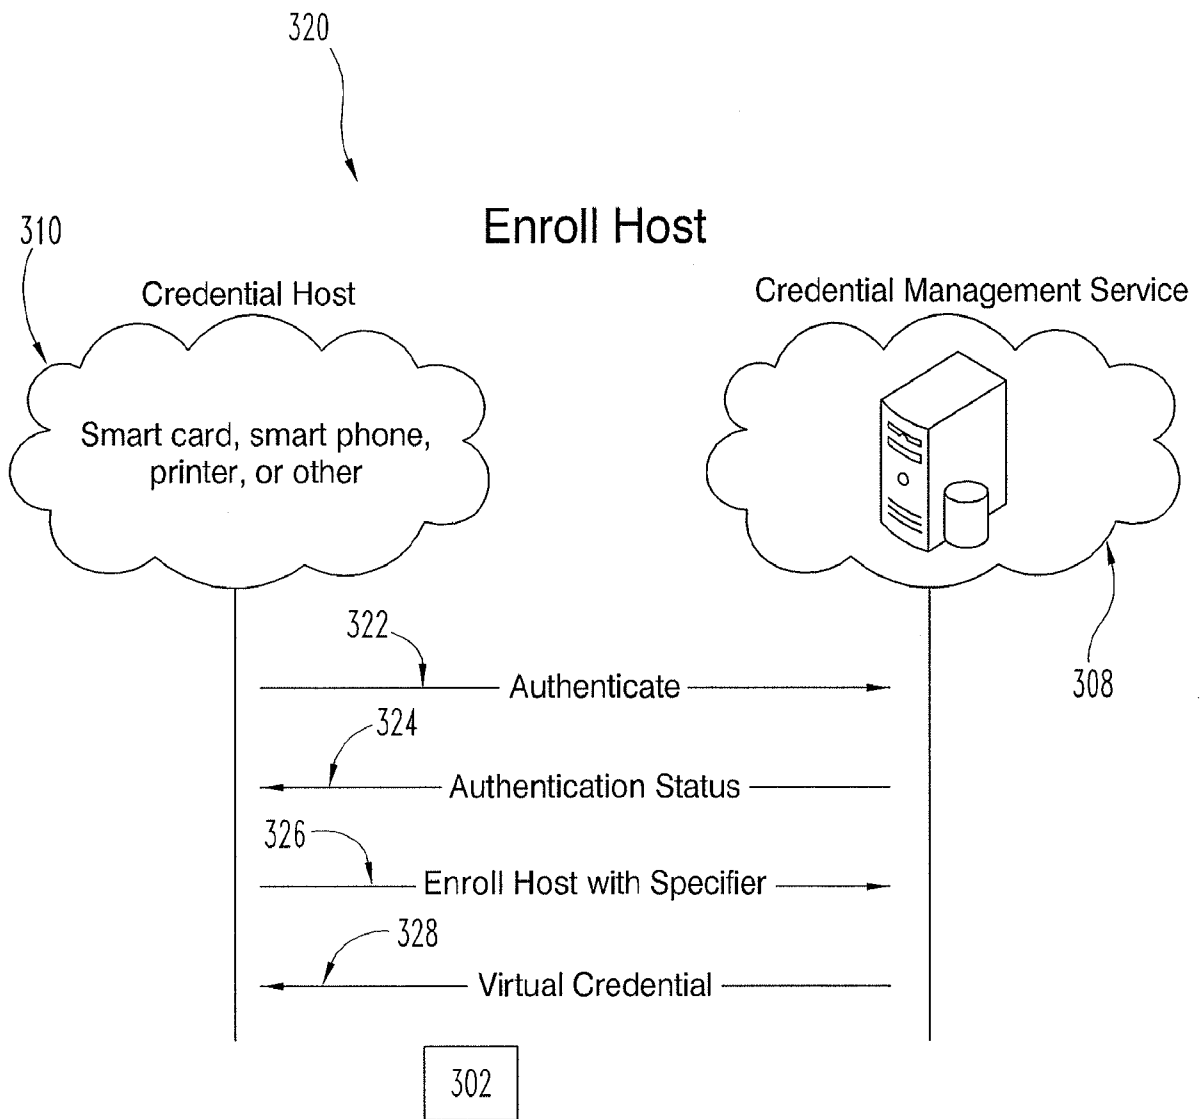 320
Enroll Host
310
Credential Host
Credential Management Service
Smart card, smart phone,
printer, or other
322
308
Authenticate
324
Authentication Status
326
Enroll Host with Specifier
328
Virtual Credential
302